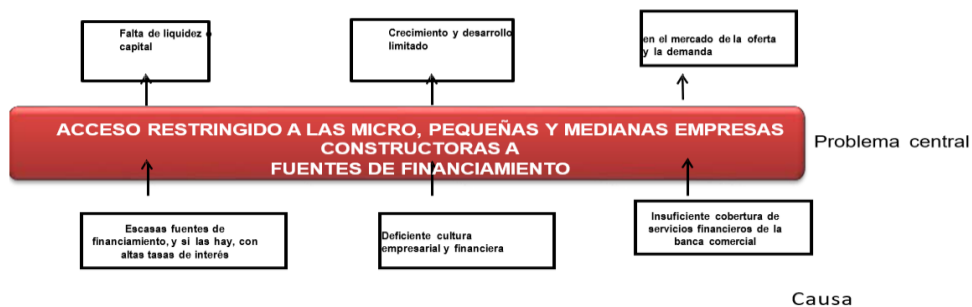 Falta de liquidez o
capital
Crecimiento y desarrollo
limitado
en el mercado de la oferta
y la demanda
ACCESO RESTRINGIDO A LAS MICRO, PEQUEÑAS Y MEDIANAS EMPRESAS
CONSTRUCTORAS A
FUENTES DE FINANCIAMIENTO
Problema central
Escasas fuentes de
financiamiento, y si las hay, con
altas tasas de interés
Deficiente cultura
empresarial y financiera
Insuficiente cobertura de
servicios financieros de la
banca comercial
Causa